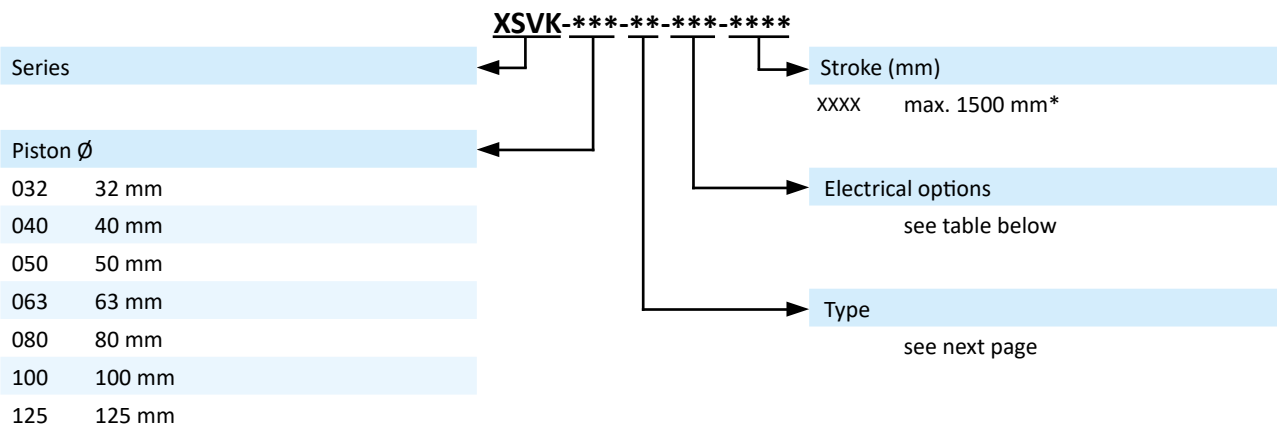 XSVK-***-**-***-****
Series
Piston Ø
032 32 mm
040 40 mm
050 50 mm
063 63 mm
080 80 mm
100 100 mm
125 125 mm
Stroke (mm)
XXXX max. 1500 mm*
Electrical options
see table below
Type
see next page